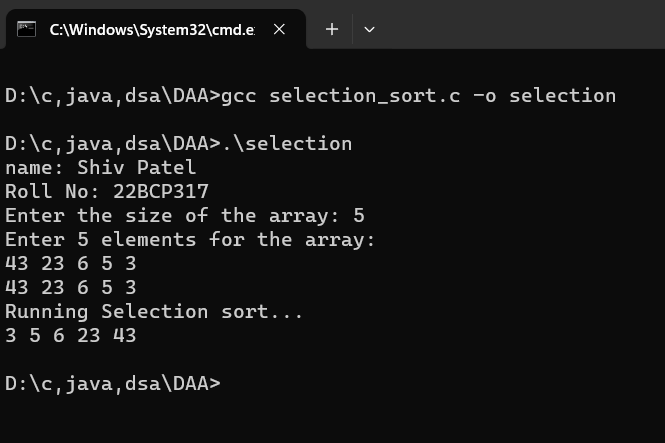 C:\Windows\System32\cmd.e
D:\c,java,dsa\DAA>gcc selection_sort.c -o selection
D:\c,java,dsa\DAA>.\selection
name: Shiv Patel
Roll No: 22BCP317
Enter the size of the array: 5
Enter 5 elements for the array:
43 23 6 5 3
43 23 6 5 3
Running Selection sort...
3 5 6 23 43
D:\c,java,dsa\DAA>